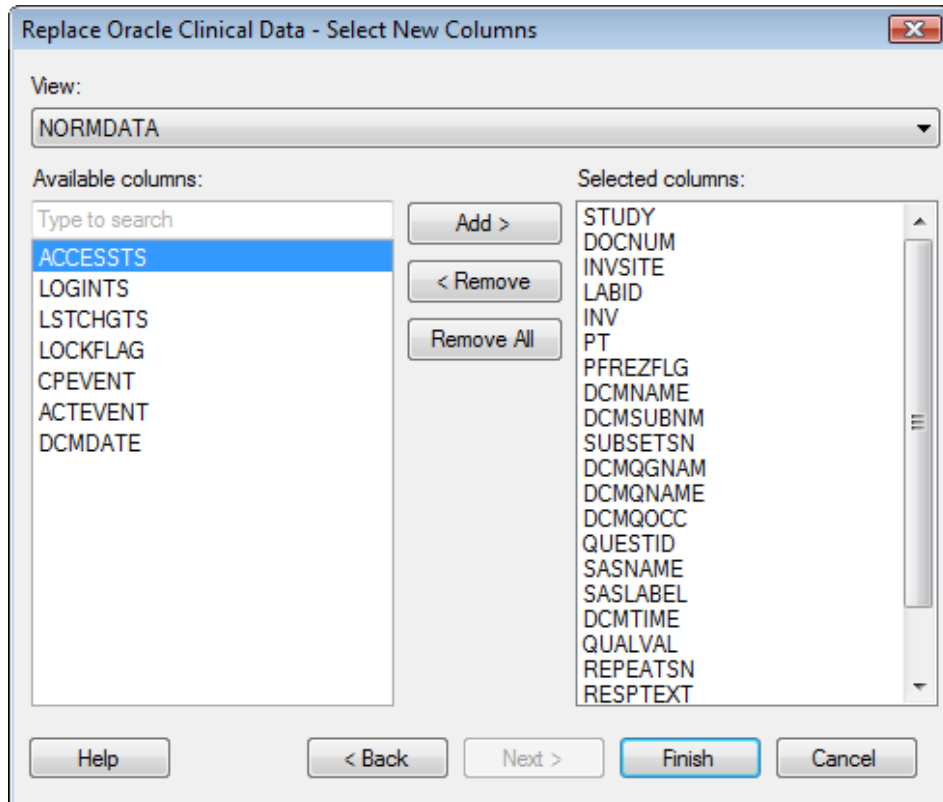 Replace Oracle Clinical Data - Select New Columns
View:
NORMDATA
Available columns:
Type to search
ACCESSTS
LOGINTS
LSTCHGTS
LOCKFLAG
CPEVENT
ACTEVENT
DCMDATE
Add >
< Remove
Remove All
Selected columns:
STUDY
DOCNUM
INVSITE
LABID
INV
PT
PFREZFLG
DCMNAME
DCMSUBNM
SUBSETSN
DCMQGNAM
DCMQNAME
DCMQOCC
QUESTID
SASNAME
SASLABEL
DCMTIME
QUALVAL
REPEATSN
RESPTEXT
Help
< Back
Next >
Finish
Cancel